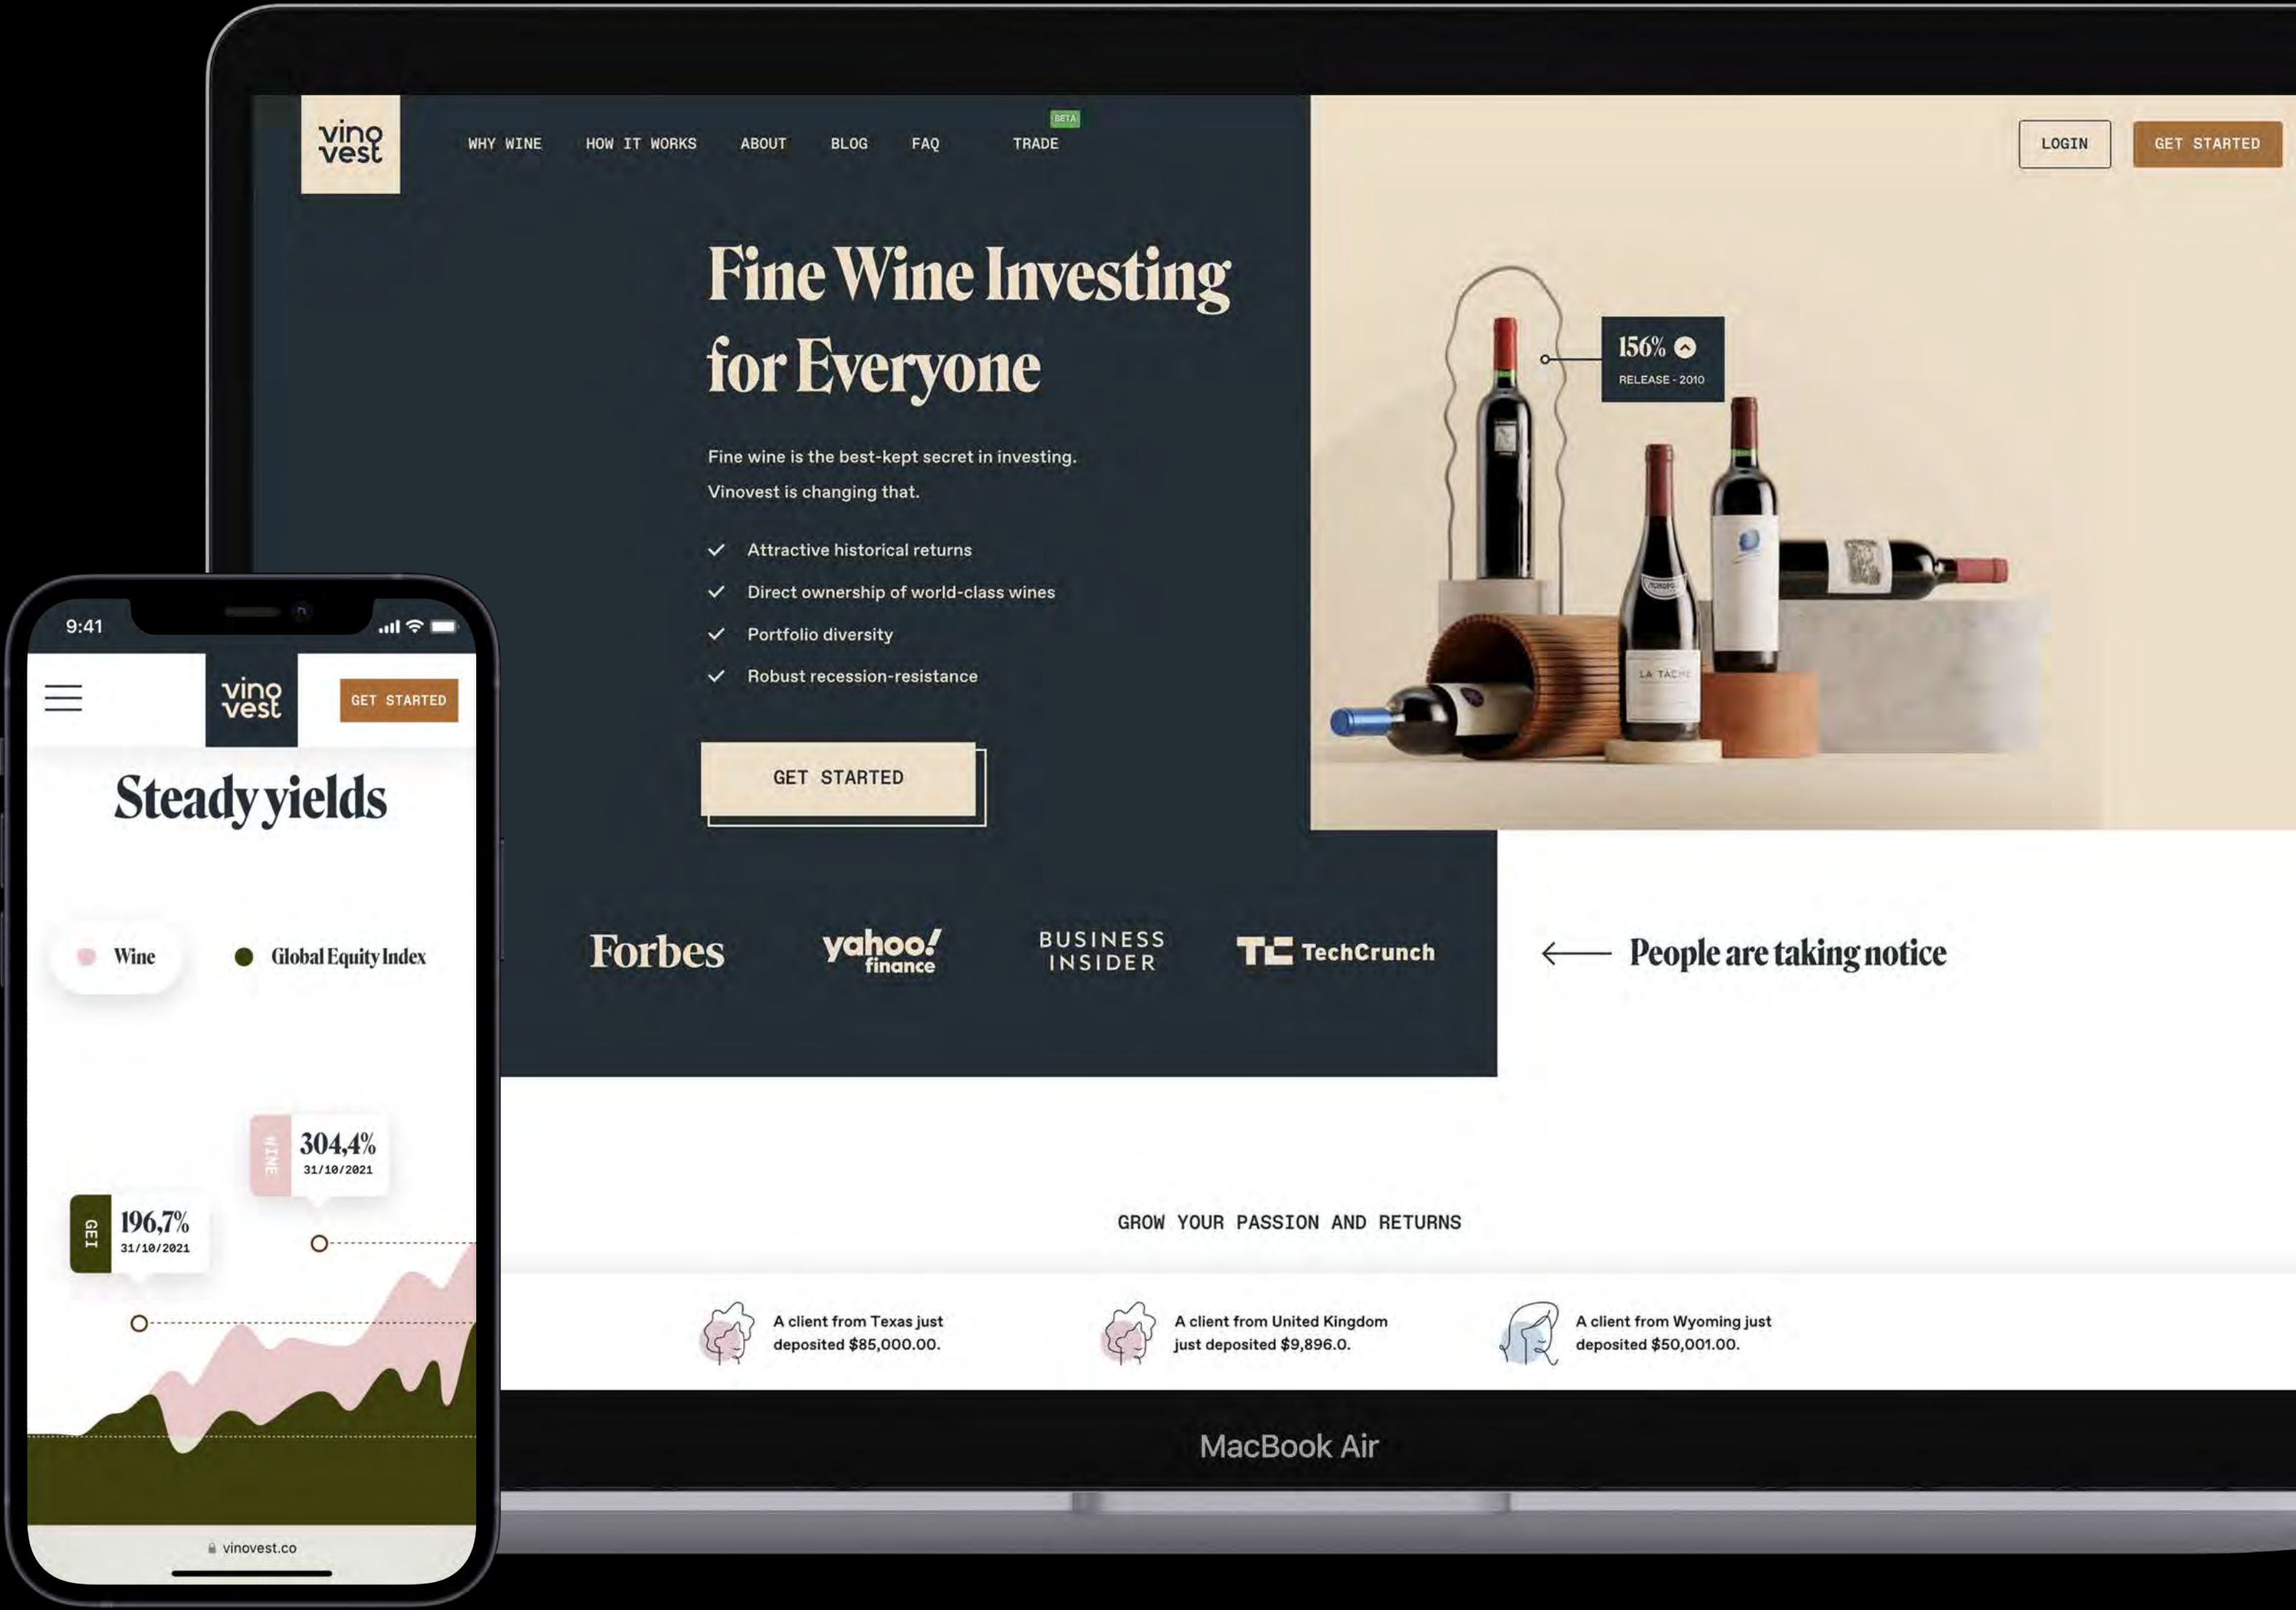 vino
vest
WHY WINE
HOW IT WORKS
ABOUT
BLOG
FAQ
TRADE
BETA
LOGIN
GET STARTED
Fine Wine Investing
for Everyone
Fine wine is the best-kept secret in investing.
Vinovest is changing that.
Attractive historical returns
Direct ownership of world-class wines
Portfolio diversity
Robust recession-resistance
GET STARTED
156%
RELEASE - 2010
LA TÂCHE
Forbes
yahoo!
finance
BUSINESS
INSIDER
TC TechCrunch
People are taking notice
GROW YOUR PASSION AND RETURNS
A client from Texas just
deposited $85,000.00.
A client from United Kingdom
just deposited $9,896.0.
A client from Wyoming just
deposited $50,001.00.
MacBook Air
9:41
vino
vest
GET STARTED
Steady yields
Wine
Global Equity Index
WINE
304,4%
31/10/2021
GEI
196,7%
31/10/2021
vinovest.co